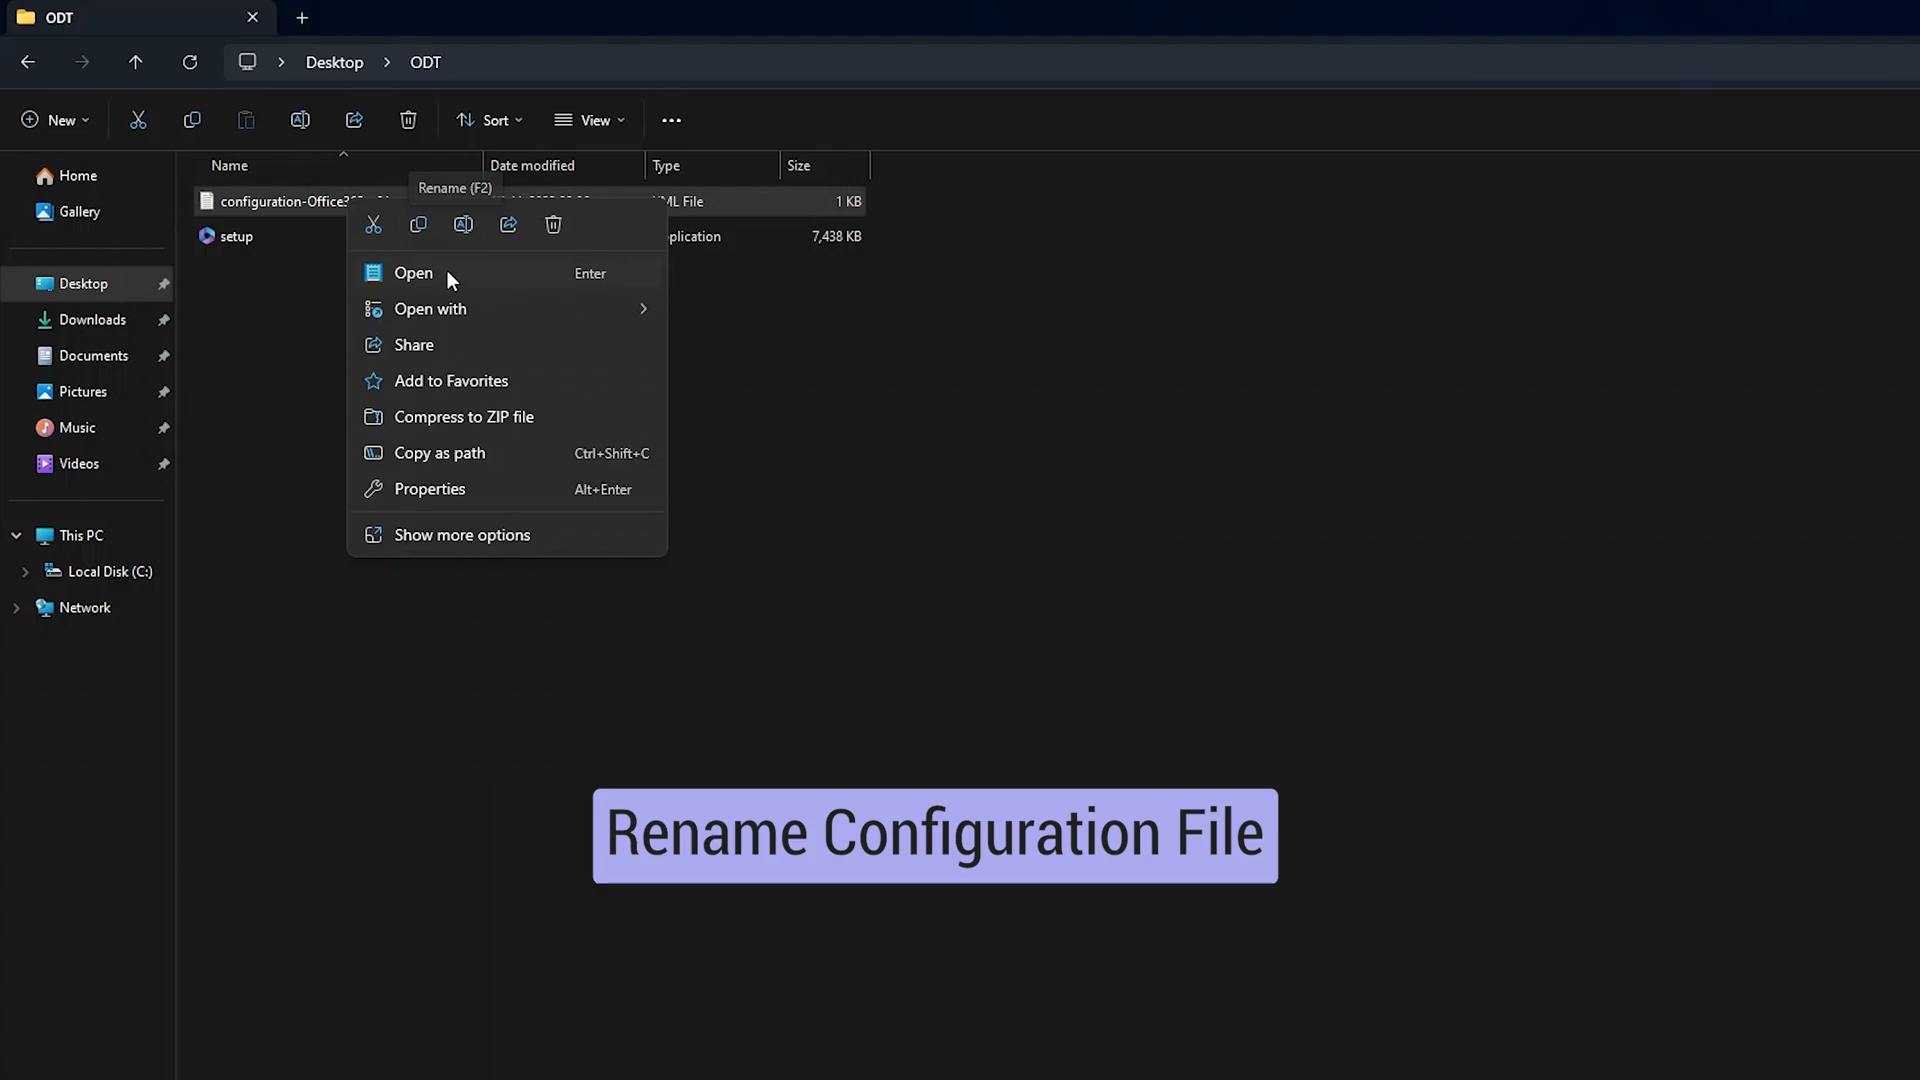 ODT
Desktop
ODT
New
Sort
View
Name
Date modified
Type
Size
Rename (F2)
configuration-Office
ML File
1 KB
setup
plication
7,438 KB
Home
Gallery
Desktop
Downloads
Documents
Pictures
Music
Videos
This PC
Local Disk (C:)
Network
Open
Enter
Open with
Share
Add to Favorites
Compress to ZIP file
Copy as path
Ctrl+Shift+C
Properties
Alt+Enter
Show more options
Rename Configuration File